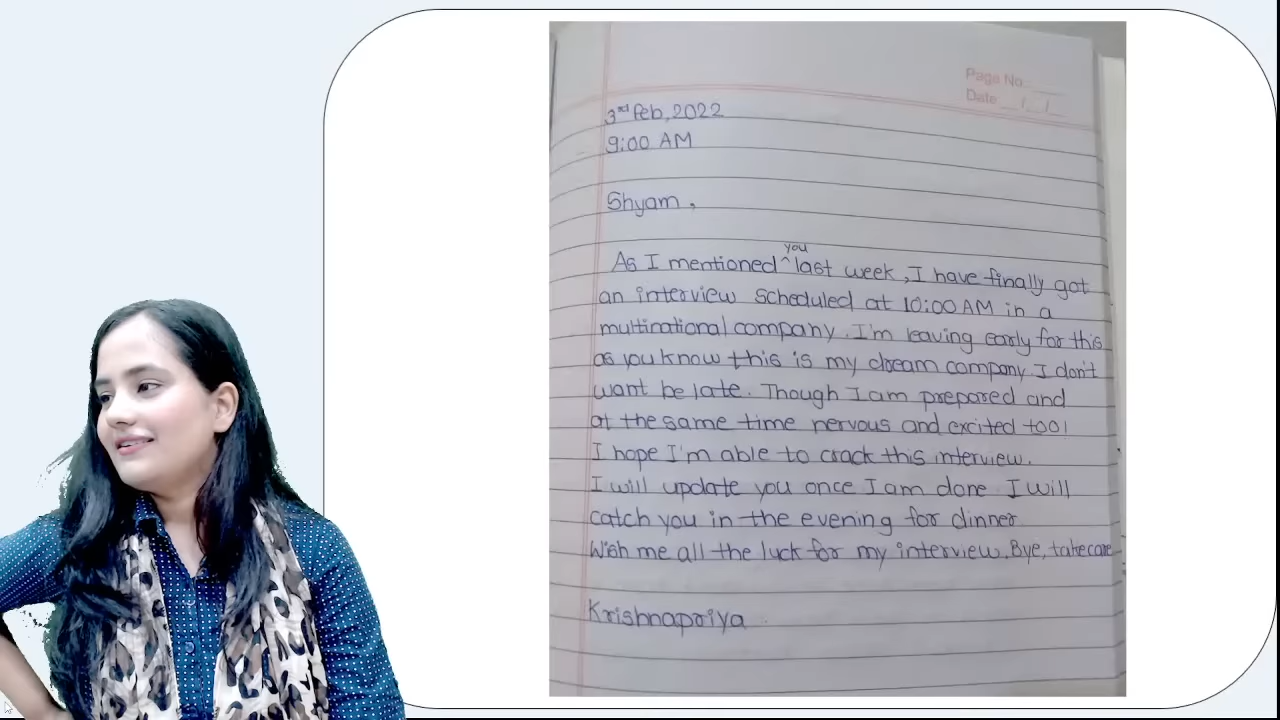 Page No.:
Date / /
3rd Feb, 2022
9:00 AM
Shyam,
As I mentioned you last week, I have finally got
an interview scheduled at 10:00 AM in a
multinational company. I'm leaving early for this
as you know this is my dream company. I don't
want be late. Though I am prepared and
at the same time nervous and excited too!
I hope I'm able to crack this interview.
I will update you once I am done. I will
catch you in the evening for dinner
Wish me all the luck for my interview. Bye, take care
Krishnapriya